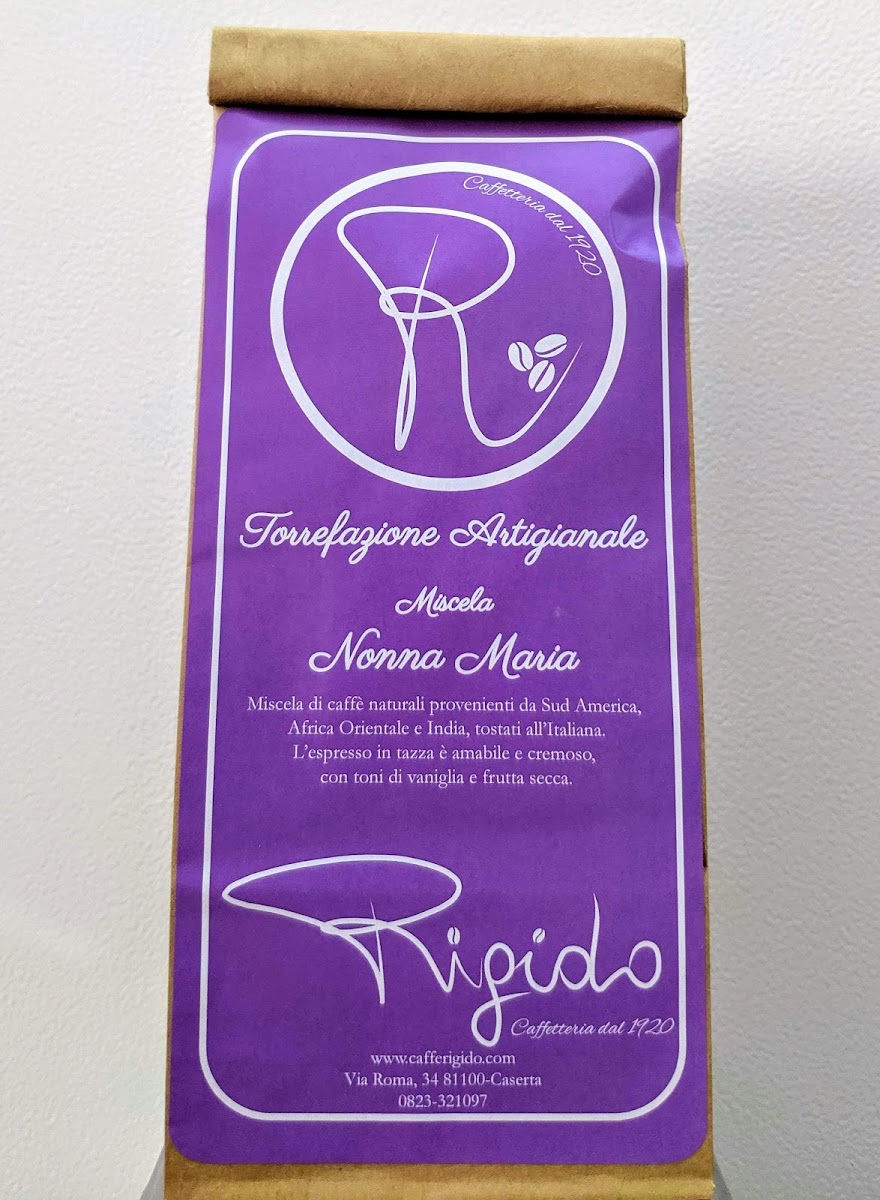 Caffetteria dal 1920
R
Torrefazione Artigianale
Miscela
Nonna Maria
Miscela di caffè naturali provenienti da Sud America,
Africa Orientale e India, tostati all'Italiana.
L'espresso in tazza è amabile e cremoso,
con toni di vaniglia e frutta secca.
Rigido
Caffetteria dal 1920
www.cafferigido.com
Via Roma, 34 81100-Caserta
0823-321097